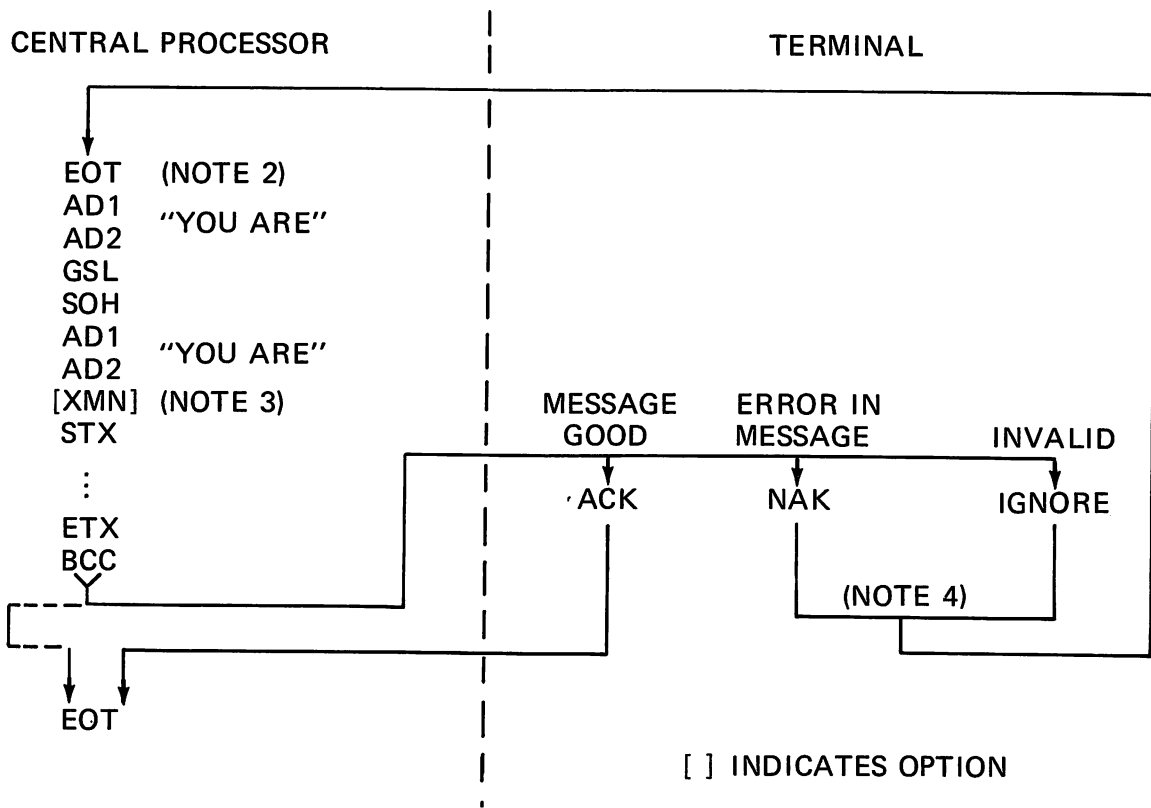 CENTRAL PROCESSOR
TERMINAL
EOT (NOTE 2)
AD1
"YOU ARE"
AD2
GSL
SOH
AD1
"YOU ARE"
AD2
[XMN] (NOTE 3)
STX
⋮
ETX
BCC
MESSAGE
GOOD
ERROR IN
MESSAGE
INVALID
ACK
NAK
IGNORE
(NOTE 4)
EOT
[ ] INDICATES OPTION